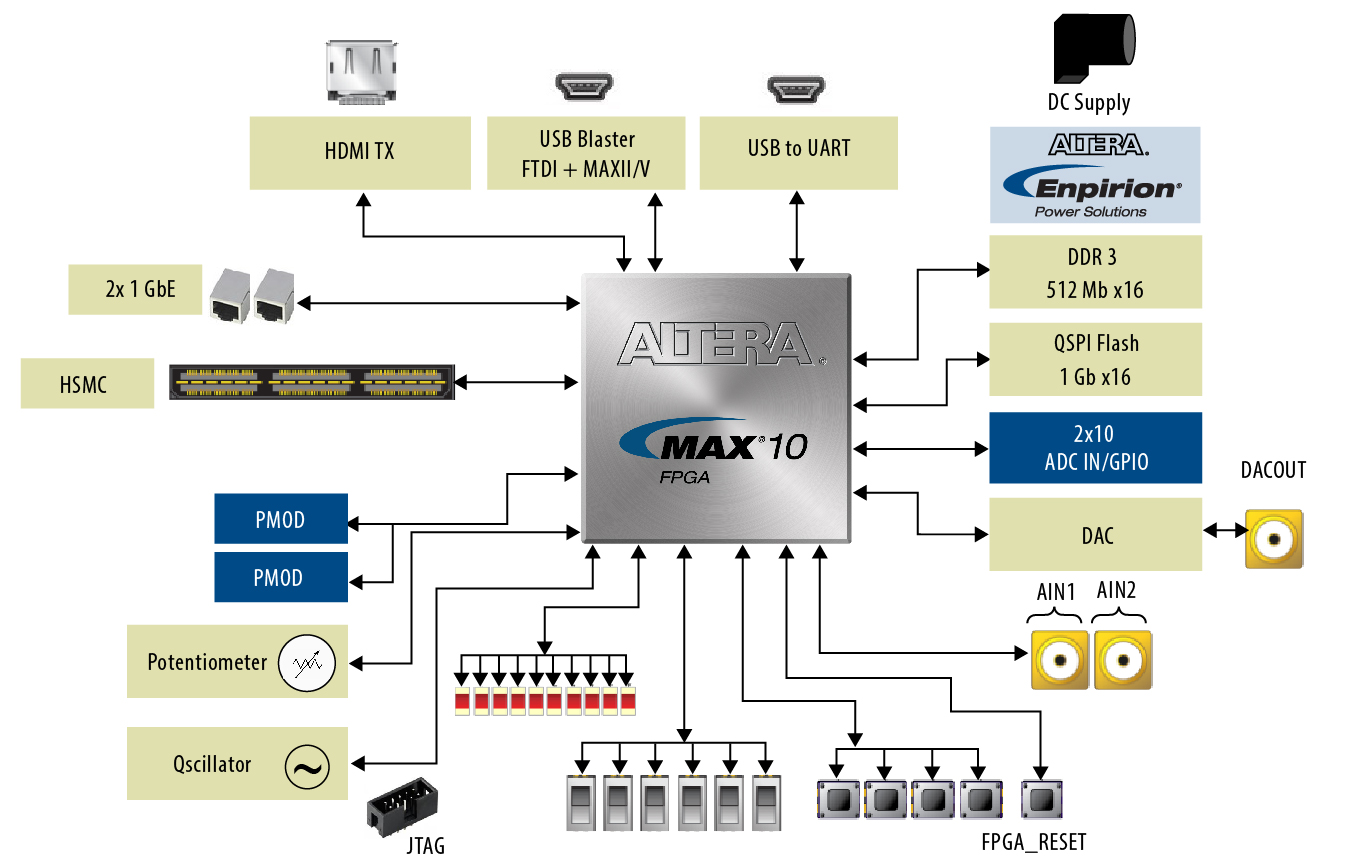 DC Supply
HDMI TX
USB Blaster
FTDI + MAXII/V
USB to UART
ALTERA®
Enpirion®
Power Solutions
2x 1 GbE
DDR 3
512 Mb x16
ALTERA®
HSMC
QSPI Flash
1 Gb x16
MAX® 10
FPGA
2x10
ADC IN/GPIO
DACOUT
PMOD
DAC
PMOD
AIN1
AIN2
Potentiometer
Qscillator
JTAG
FPGA_RESET